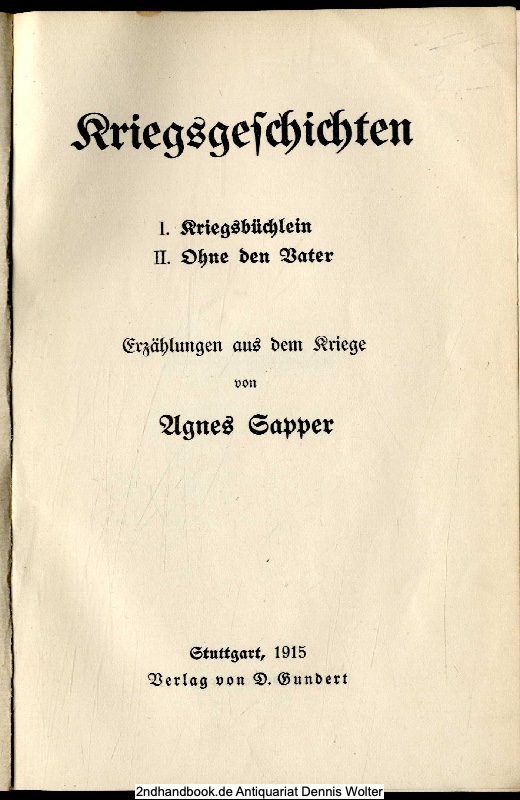 Kriegsgeschichten
I. Kriegsbüchlein
II. Ohne den Vater
Erzählungen aus dem Kriege
von
Agnes Sapper
Stuttgart, 1915
Verlag von D. Gundert
2ndhandbook.de Antiquariat Dennis Wolter